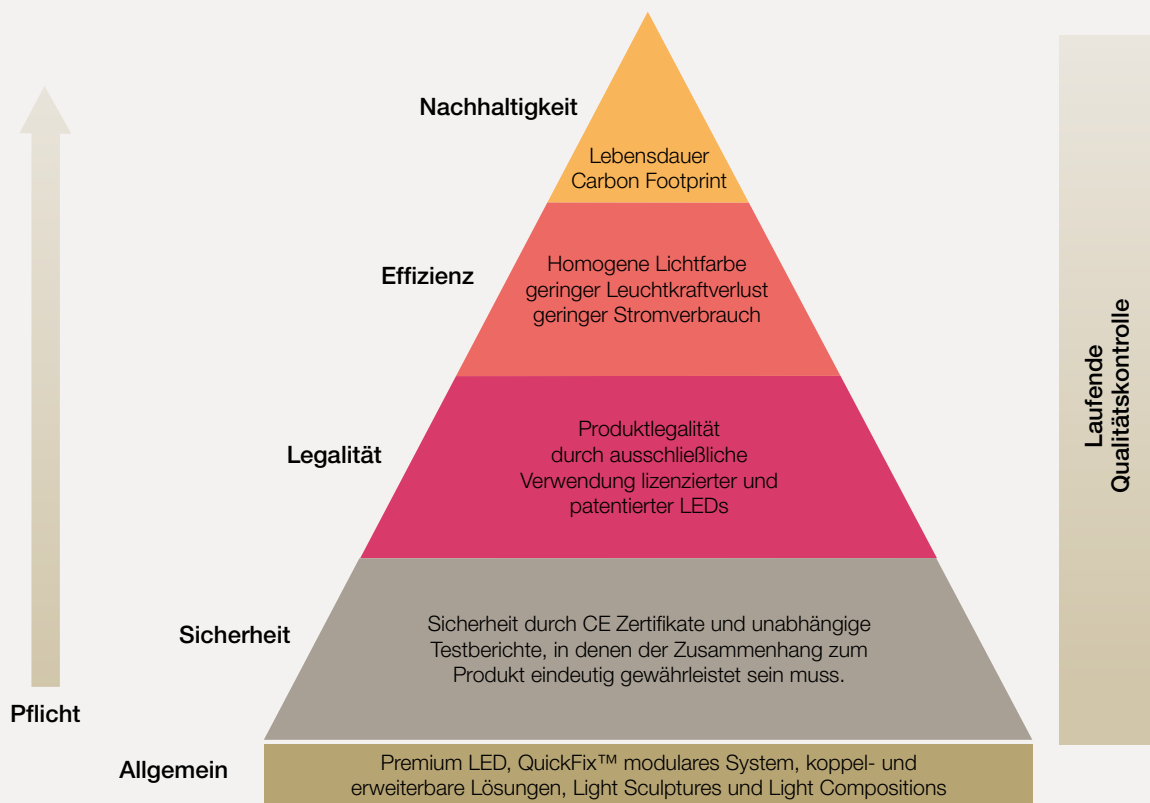 Nachhaltigkeit
Lebensdauer
Carbon Footprint
Effizienz
Homogene Lichtfarbe
geringer Leuchtkraftverlust
geringer Stromverbrauch
Legalität
Produktlegalität
durch ausschließliche
Verwendung lizenzierter und
patentierter LEDs
Sicherheit
Sicherheit durch CE Zertifikate und unabhängige
Testberichte, in denen der Zusammenhang zum
Produkt eindeutig gewährleistet sein muss.
Pflicht
Allgemein
Premium LED, QuickFix™ modulares System, koppel- und
erweiterbare Lösungen, Light Sculptures und Light Compositions
Laufende
Qualitätskontrolle